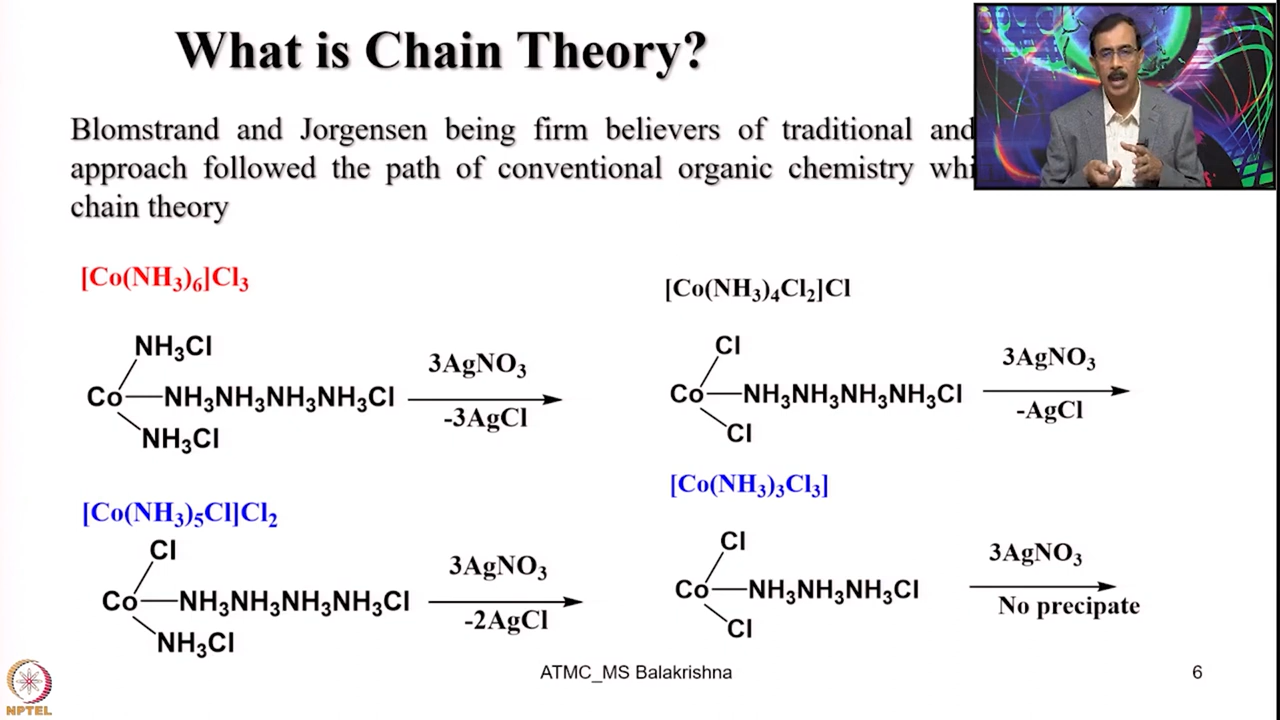 What is Chain Theory?
Blomstrand and Jorgensen being firm believers of traditional and
approach followed the path of conventional organic chemistry
chain theory
[Co(NH₃)₆]Cl₃
NH₃Cl
Co—NH₃NH₃NH₃NH₃Cl
NH₃Cl
3AgNO₃
-3AgCl
[Co(NH₃)₄Cl₂]Cl
Cl
Co—NH₃NH₃NH₃NH₃Cl
Cl
3AgNO₃
-AgCl
[Co(NH₃)₅Cl]Cl₂
Cl
Co—NH₃NH₃NH₃NH₃Cl
NH₃Cl
3AgNO₃
-2AgCl
[Co(NH₃)₃Cl₃]
Cl
Co—NH₃NH₃NH₃Cl
Cl
3AgNO₃
No precipate
NPTEL
ATMC_MS Balakrishna
6